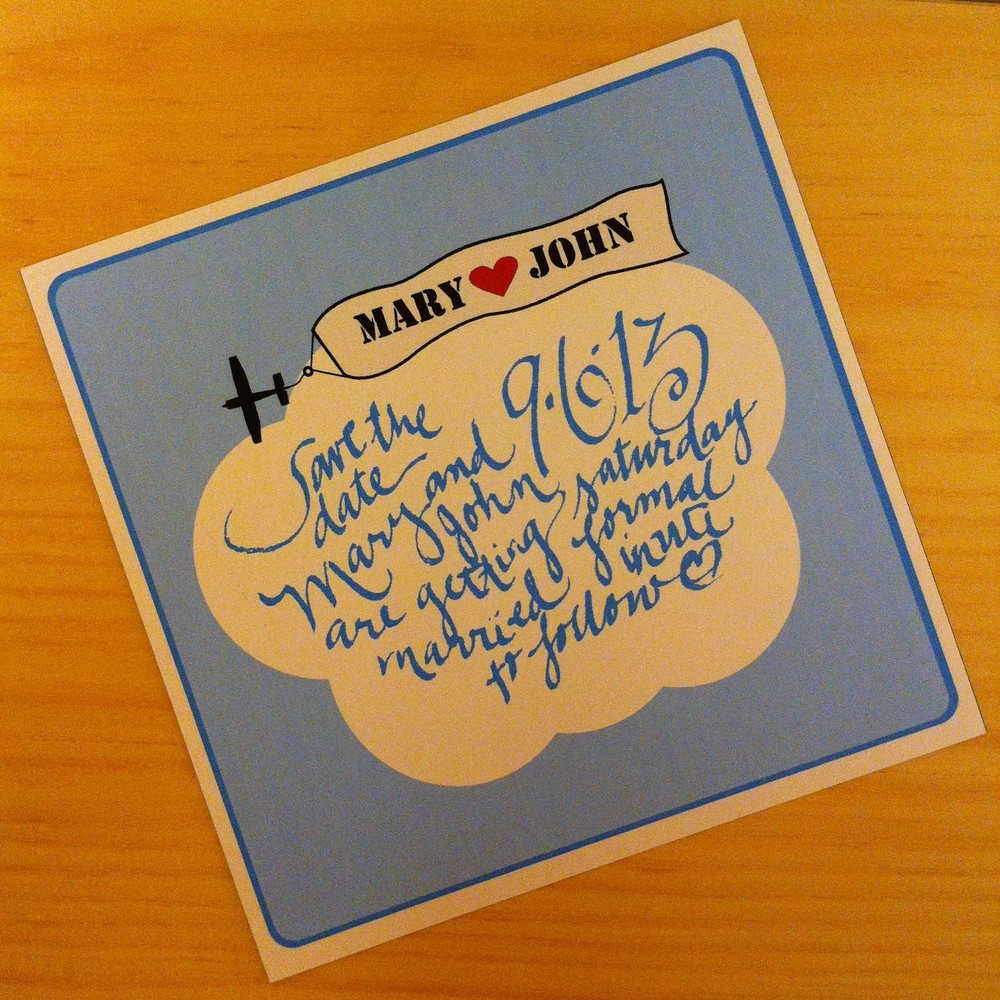 MARY ❤ JOHN
Save the
date
Mary and
John
are getting
married
9.6.13
saturday
formal
invite
to follow ♡